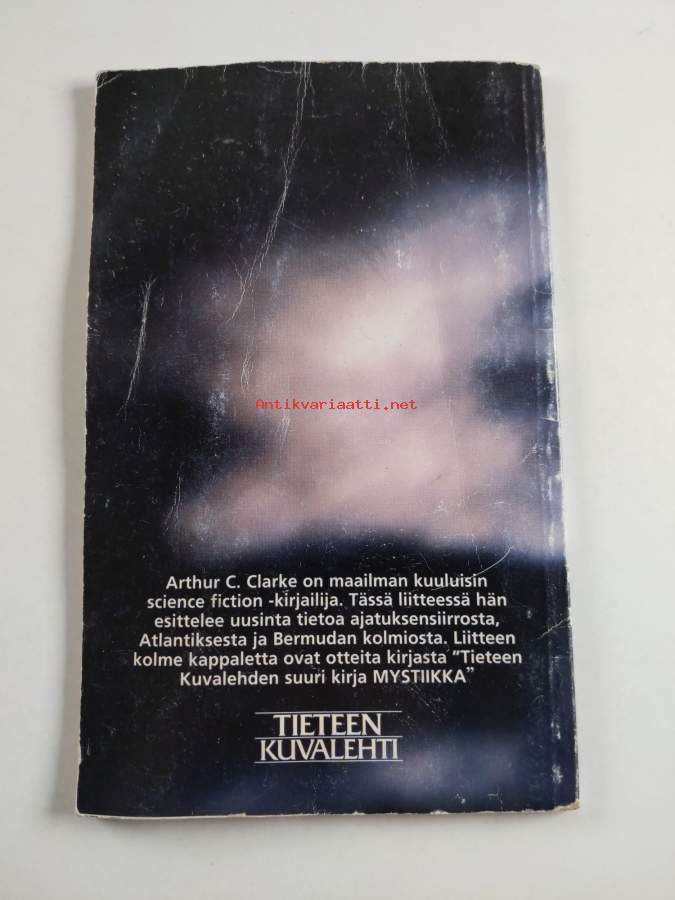 Antikvariaatti.net
Arthur C. Clarke on maailman kuuluisin
science fiction -kirjailija. Tässä liitteessä hän
esittelee uusinta tietoa ajatuksensiirrosta,
Atlantiksesta ja Bermudan kolmiosta. Liitteen
kolme kappaletta ovat otteita kirjasta "Tieteen
Kuvalehden suuri kirja MYSTIIKKA"
TIETEEN
KUVALEHTI